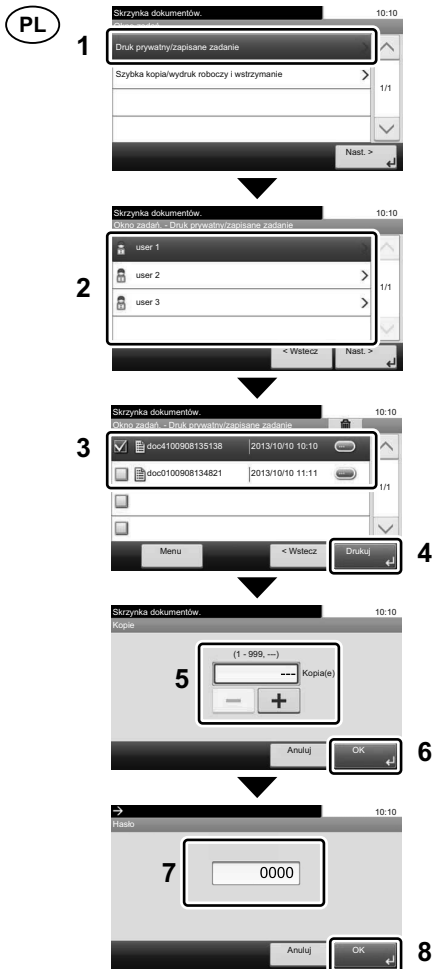 PL
Skrzynka dokumentów. 10:10
Okno zadań.
1
Druk prywatny/zapisane zadanie
Szybka kopia/wydruk roboczy i wstrzymanie
1/1
Nast. >
Skrzynka dokumentów. 10:10
Okno zadań. - Druk prywatny/zapisane zadanie
2
user 1
user 2
user 3
1/1
< Wstecz Nast. >
Skrzynka dokumentów. 10:10
Okno zadań. - Druk prywatny/zapisane zadanie
3
doc4100908135138 2013/10/10 10:10
doc0100908134821 2013/10/10 11:11
1/1
Menu < Wstecz Drukuj 4
Skrzynka dokumentów. 10:10
Kopie
(1 - 999, ---)
5
--- Kopia(e)
− +
Anuluj OK 6
10:10
Hasło
7
0000
Anuluj OK 8